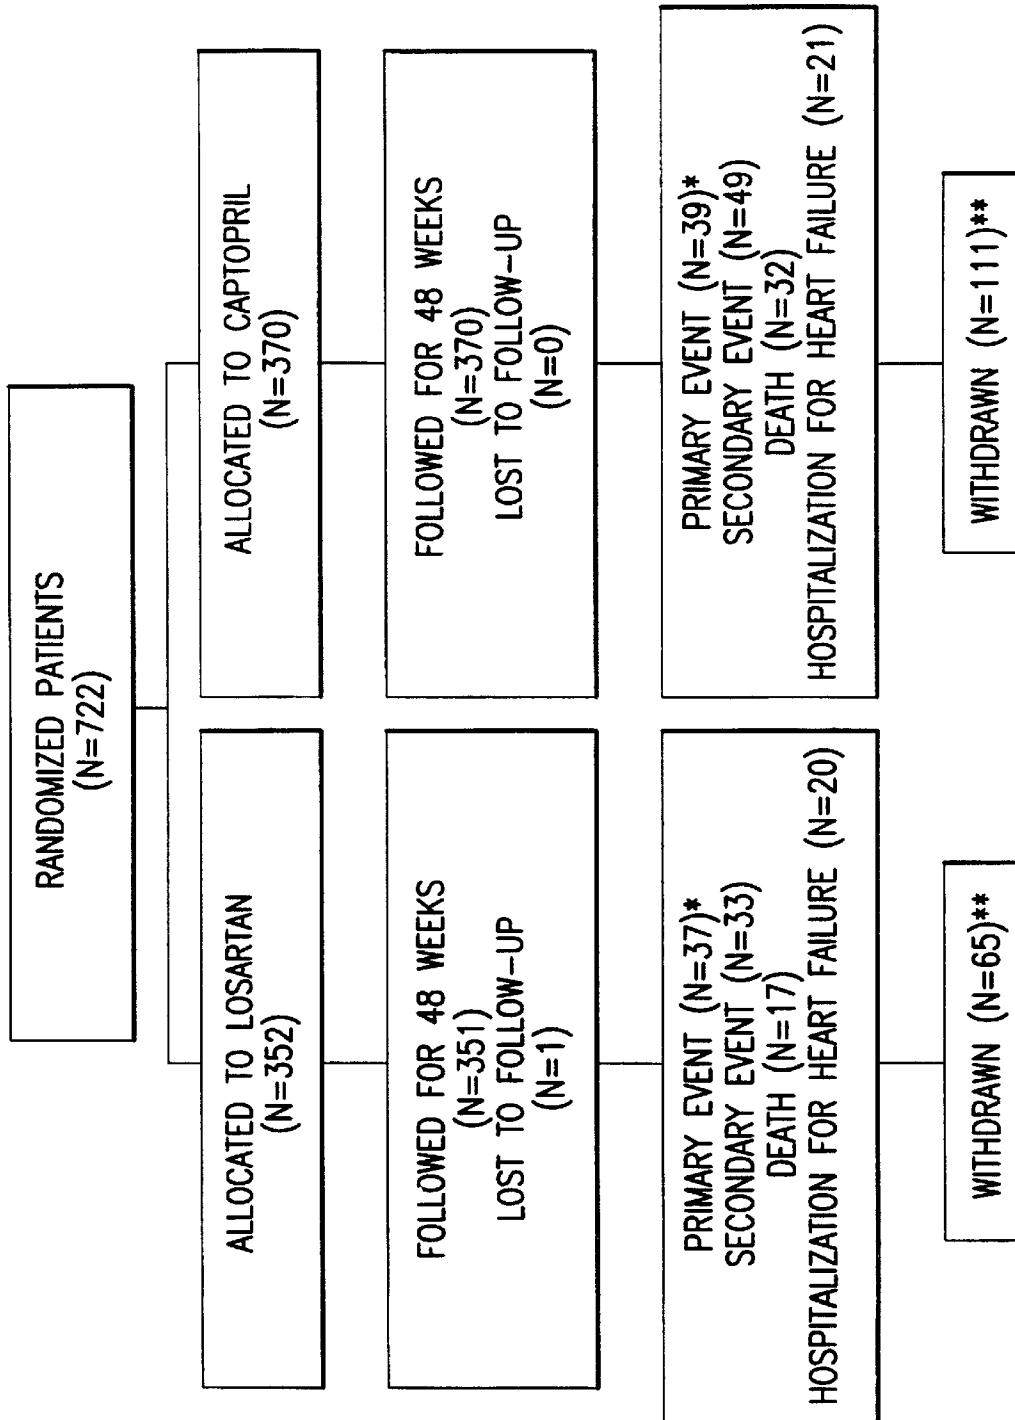 RANDOMIZED PATIENTS
(N=722)
ALLOCATED TO LOSARTAN
(N=352)
ALLOCATED TO CAPTOPRIL
(N=370)
FOLLOWED FOR 48 WEEKS
(N=351)
LOST TO FOLLOW-UP
(N=1)
FOLLOWED FOR 48 WEEKS
(N=370)
LOST TO FOLLOW-UP
(N=0)
PRIMARY EVENT (N=37)*
SECONDARY EVENT (N=33)
DEATH (N=17)
HOSPITALIZATION FOR HEART FAILURE (N=20)
PRIMARY EVENT (N=39)*
SECONDARY EVENT (N=49)
DEATH (N=32)
HOSPITALIZATION FOR HEART FAILURE (N=21)
WITHDRAWN (N=65)**
WITHDRAWN (N=111)**